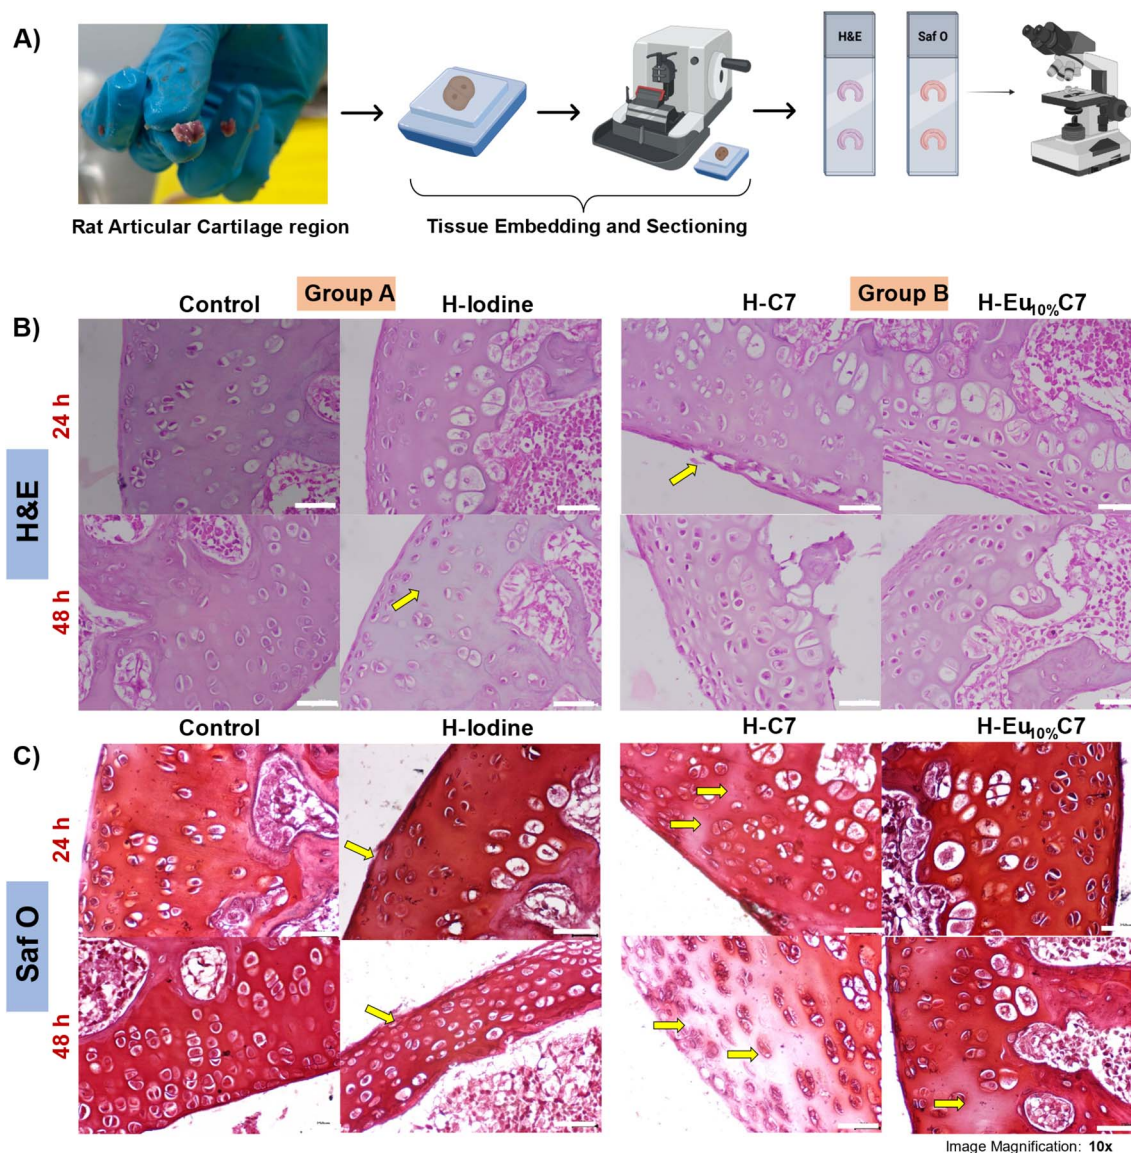 A)
H&E
Saf O
Rat Articular Cartilage region
Tissue Embedding and Sectioning
Group A
Group B
Control
H-Iodine
H-C7
H-Eu10%C7
B)
H&E
24 h
48 h
Control
H-Iodine
H-C7
H-Eu10%C7
C)
Saf O
24 h
48 h
Image Magnification: 10x